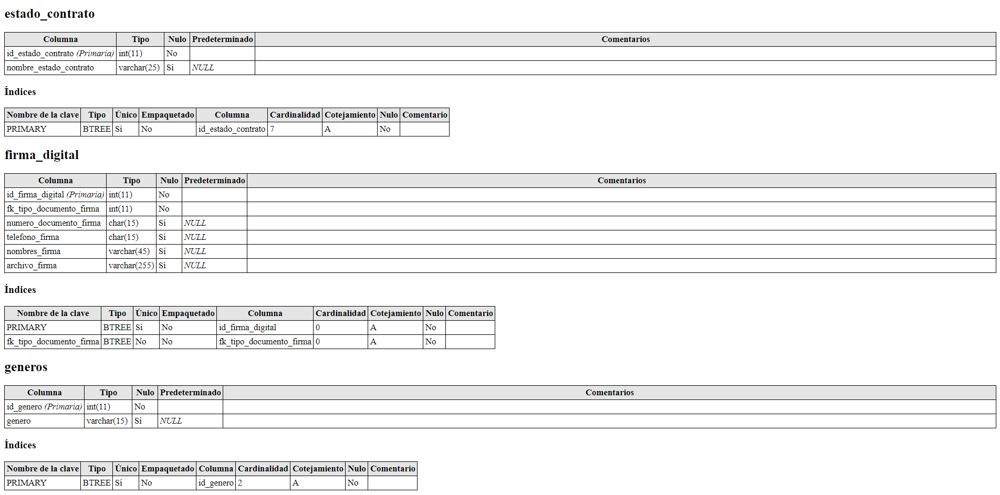 estado_contrato
Columna Tipo Nulo Predeterminado Comentarios
id_estado_contrato (Primaria) int(11) No
nombre_estado_contrato varchar(25) Sí NULL
Índices
Nombre de la clave Tipo Único Empaquetado Columna Cardinalidad Cotejamiento Nulo Comentario
PRIMARY BTREE Sí No id_estado_contrato 7 A No
firma_digital
Columna Tipo Nulo Predeterminado Comentarios
id_firma_digital (Primaria) int(11) No
fk_tipo_documento_firma int(11) No
numero_documento_firma char(15) Sí NULL
telefono_firma char(15) Sí NULL
nombres_firma varchar(45) Sí NULL
archivo_firma varchar(255) Sí NULL
Índices
Nombre de la clave Tipo Único Empaquetado Columna Cardinalidad Cotejamiento Nulo Comentario
PRIMARY BTREE Sí No id_firma_digital 0 A No
fk_tipo_documento_firma BTREE No No fk_tipo_documento_firma 0 A No
generos
Columna Tipo Nulo Predeterminado Comentarios
id_genero (Primaria) int(11) No
genero varchar(15) Sí NULL
Índices
Nombre de la clave Tipo Único Empaquetado Columna Cardinalidad Cotejamiento Nulo Comentario
PRIMARY BTREE Sí No id_genero 2 A No